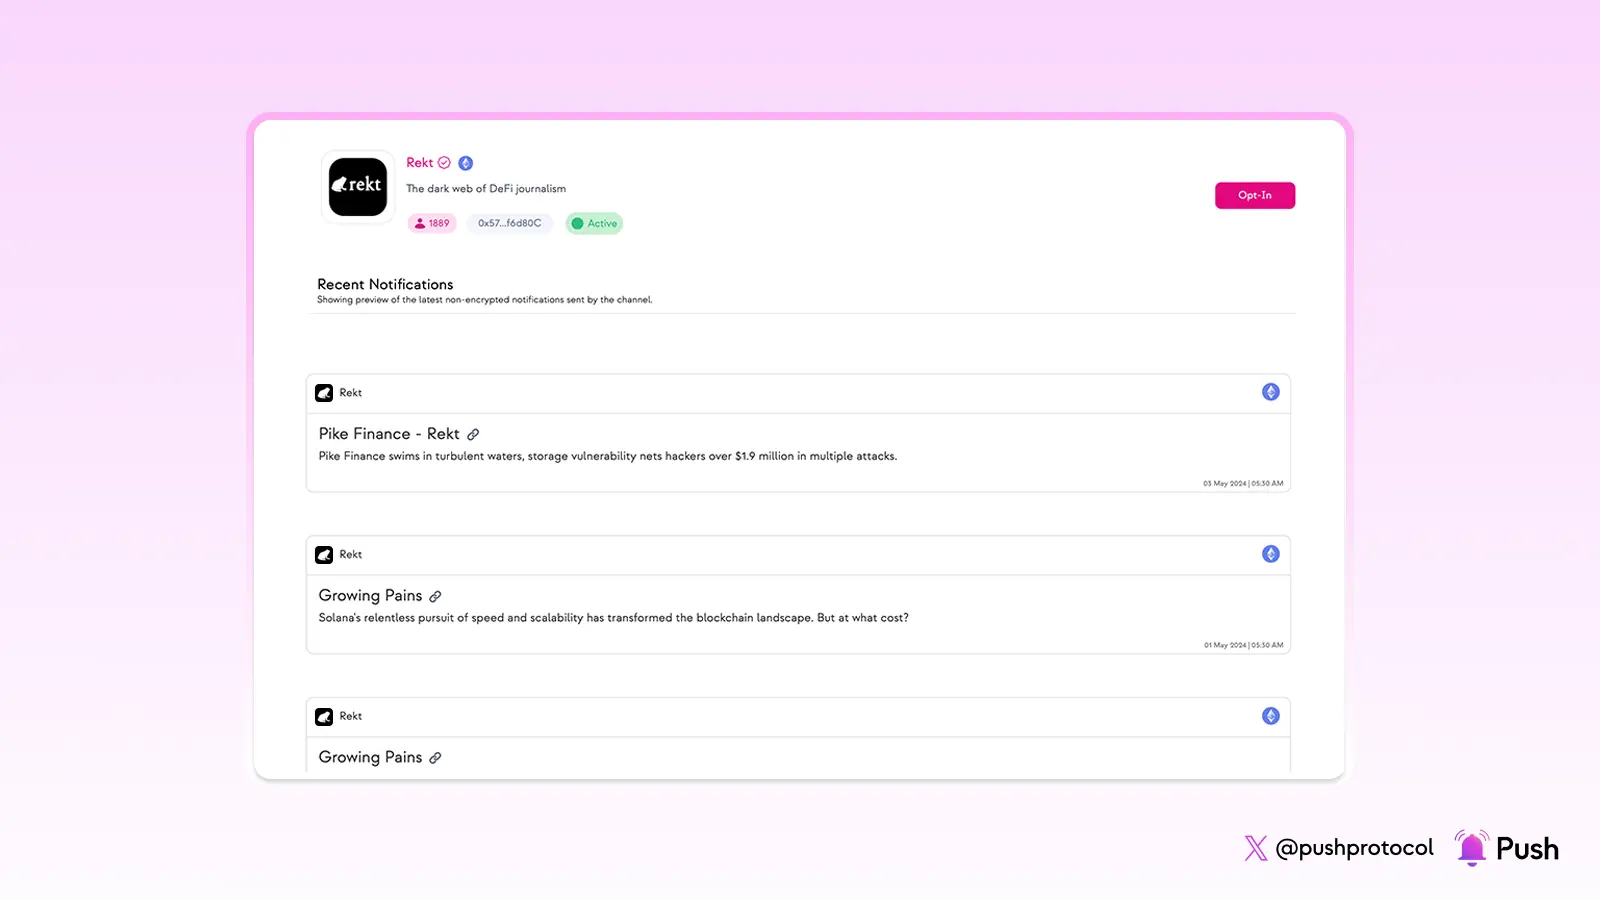 rekt
Rekt
The dark web of DeFi journalism
1889
0x57...f6d80C
Active
Opt-In
Recent Notifications
Showing preview of the latest non-encrypted notifications sent by the channel.
Rekt
Pike Finance - Rekt
Pike Finance swims in turbulent waters, storage vulnerability nets hackers over $1.9 million in multiple attacks.
03 May 2024 | 05:30 AM
Rekt
Growing Pains
Solana's relentless pursuit of speed and scalability has transformed the blockchain landscape. But at what cost?
01 May 2024 | 05:30 AM
Rekt
Growing Pains
@pushprotocol
Push